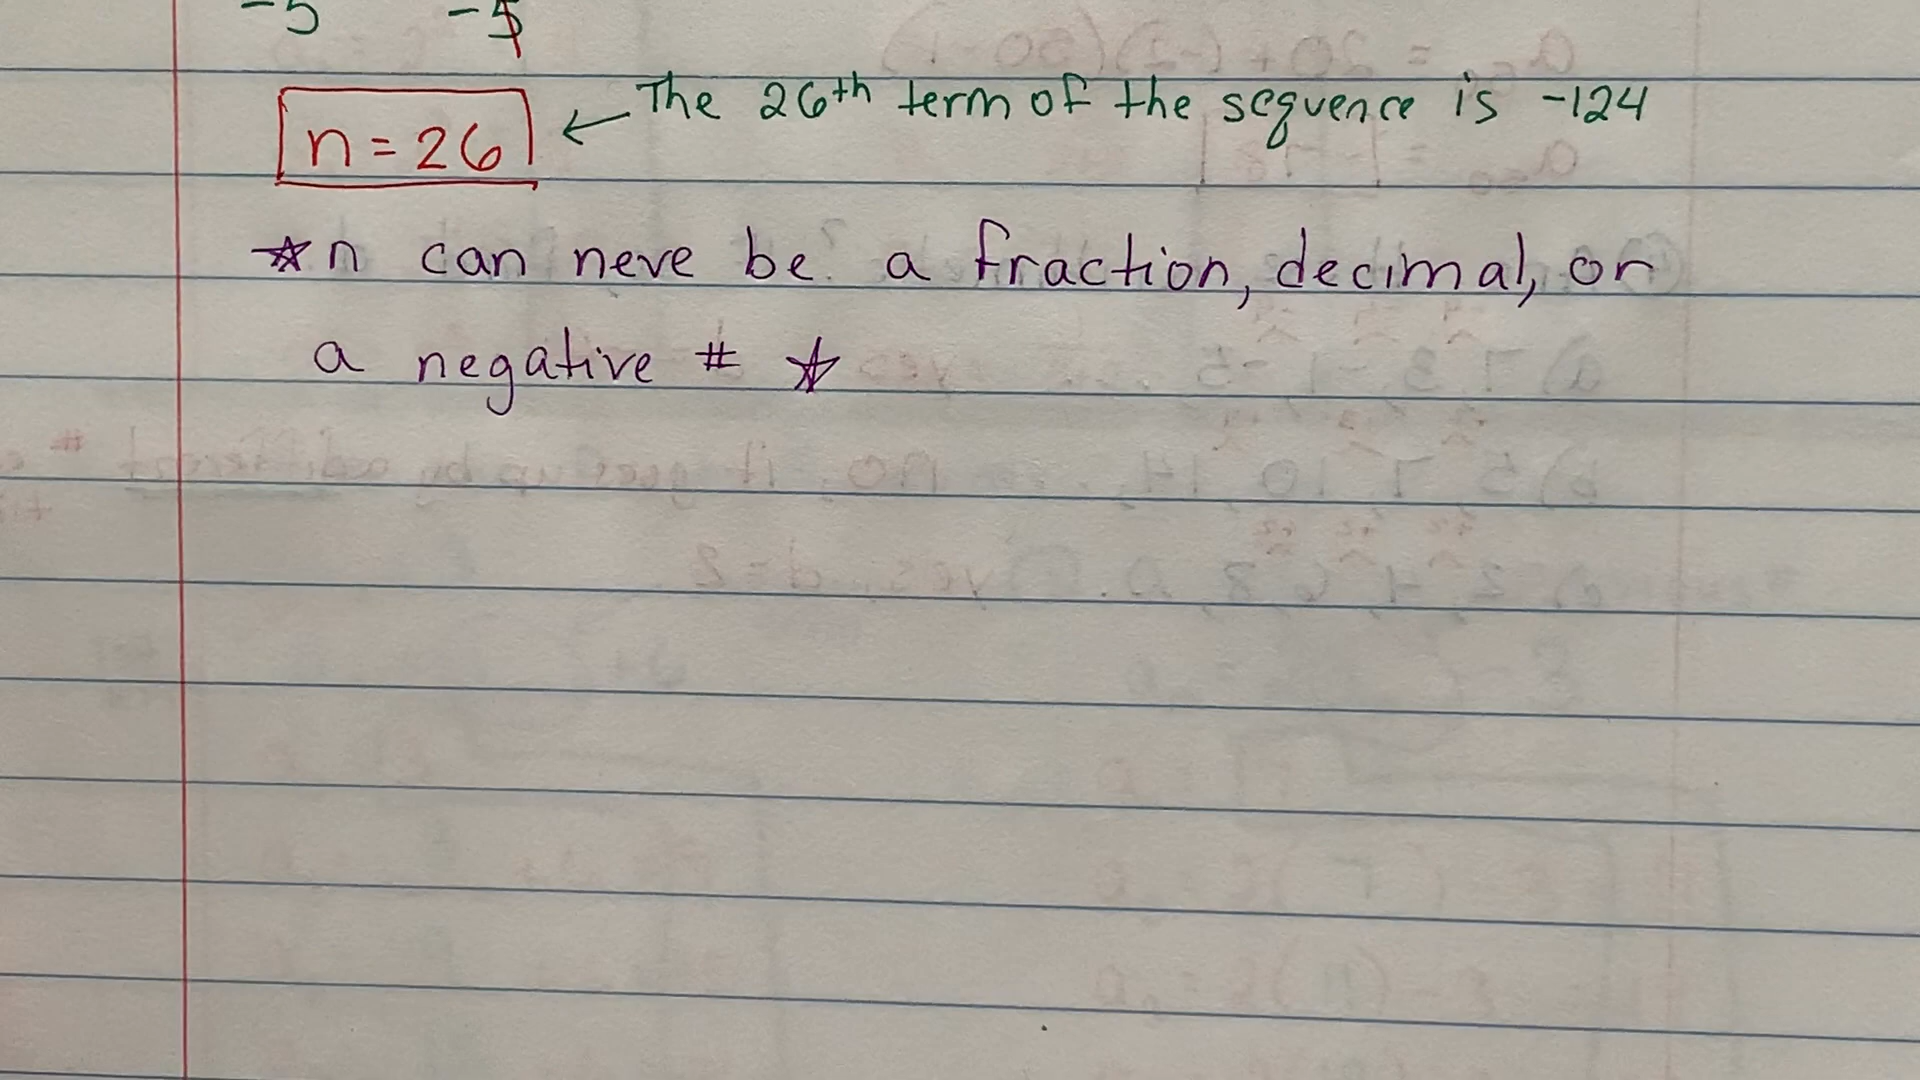 -5 -5
n = 26 ← The 26th term of the sequence is -124
☆ n can neve be a fraction, decimal, or
a negative # ☆